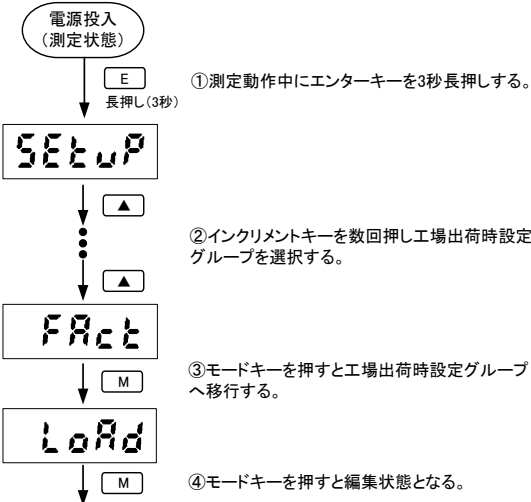 電源投入
（測定状態）
E
長押し（3秒）
①測定動作中にエンターキーを3秒長押しする。
SEtuP
▲
②インクリメントキーを数回押し工場出荷時設定
グループを選択する。
▲
FAct
M
③モードキーを押すと工場出荷時設定グループ
へ移行する。
LoAd
M
④モードキーを押すと編集状態となる。